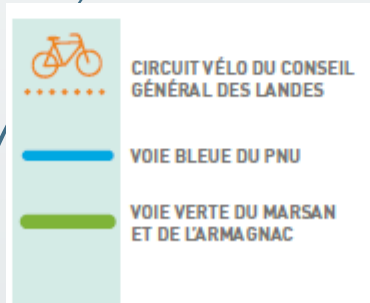 CIRCUIT VÉLO DU CONSEIL
GÉNÉRAL DES LANDES
VOIE BLEUE DU PNU
VOIE VERTE DU MARSAN
ET DE L'ARMAGNAC